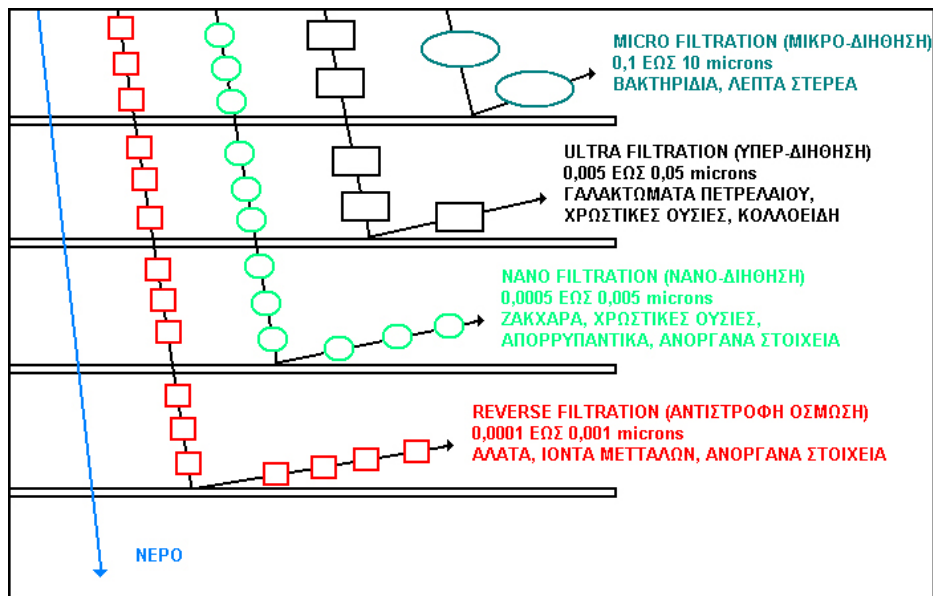 MICRO FILTRATION (ΜΙΚΡΟ-ΔΙΗΘΗΣΗ)
0,1 ΕΩΣ 10 microns
ΒΑΚΤΗΡΙΔΙΑ, ΛΕΠΤΑ ΣΤΕΡΕΑ
ULTRA FILTRATION (ΥΠΕΡ-ΔΙΗΘΗΣΗ)
0,005 ΕΩΣ 0,05 microns
ΓΑΛΑΚΤΩΜΑΤΑ ΠΕΤΡΕΛΑΙΟΥ,
ΧΡΩΣΤΙΚΕΣ ΟΥΣΙΕΣ, ΚΟΛΛΟΕΙΔΗ
NANO FILTRATION (ΝΑΝΟ-ΔΙΗΘΗΣΗ)
0,0005 ΕΩΣ 0,005 microns
ΖΑΚΧΑΡΑ, ΧΡΩΣΤΙΚΕΣ ΟΥΣΙΕΣ,
ΑΠΟΡΡΥΠΑΝΤΙΚΑ, ΑΝΟΡΓΑΝΑ ΣΤΟΙΧΕΙΑ
REVERSE FILTRATION (ΑΝΤΙΣΤΡΟΦΗ ΟΣΜΩΣΗ)
0,0001 ΕΩΣ 0,001 microns
ΑΛΑΤΑ, ΙΟΝΤΑ ΜΕΤΤΑΛΩΝ, ΑΝΟΡΓΑΝΑ ΣΤΟΙΧΕΙΑ
ΝΕΡΟ